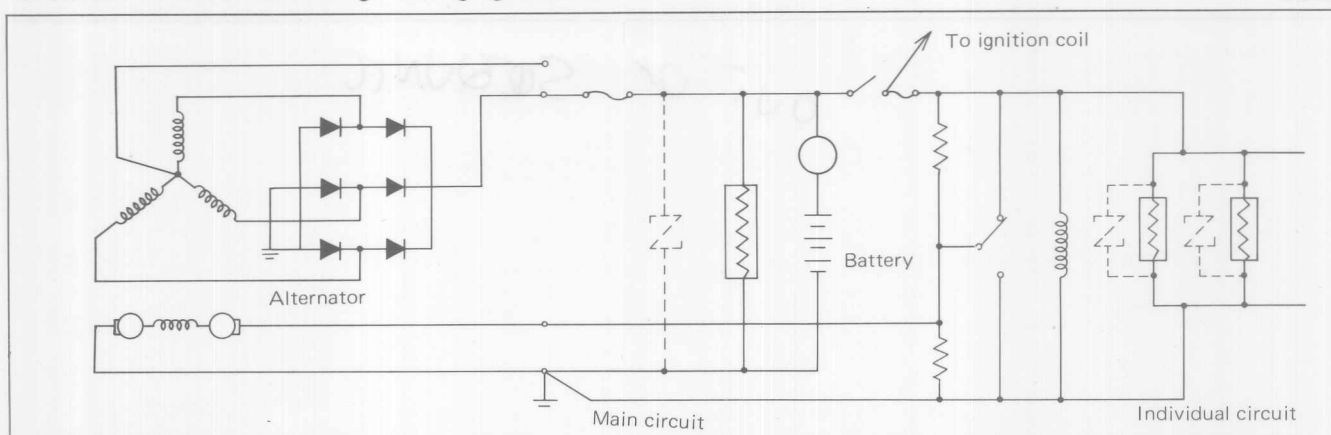 To ignition coil
Alternator
Battery
Main circuit
Individual circuit